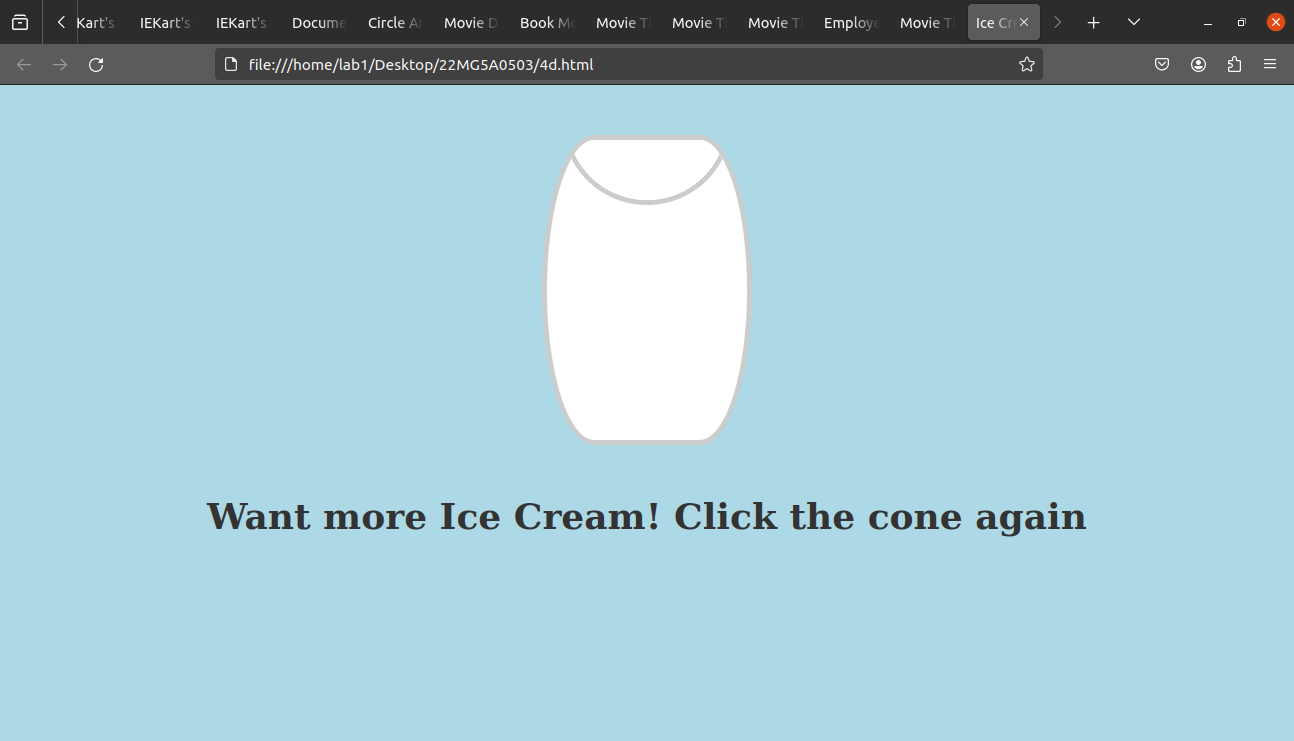 Kart's IEKart's IEKart's Docume Circle Ar Movie D Book Mo Movie Ti Movie Ti Movie Ti Employe Movie Ti Ice Cre
file:///home/lab1/Desktop/22MG5A0503/4d.html
Want more Ice Cream! Click the cone again